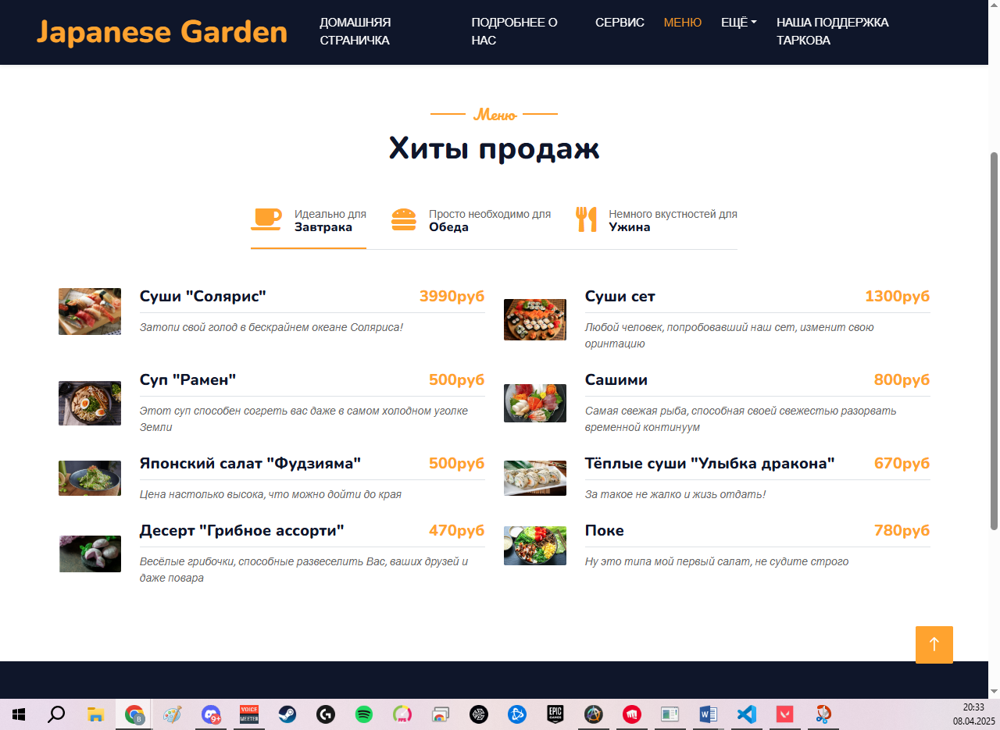 Japanese Garden
ДОМАШНЯЯ СТРАНИЧКА
ПОДРОБНЕЕ О НАС
СЕРВИС
МЕНЮ
ЕЩЁ
НАША ПОДДЕРЖКА ТАРКОВА
Меню
Хиты продаж
Идеально для
Завтрака
Просто необходимо для
Обеда
Немного вкустностей для
Ужина
Суши "Солярис" 3990руб
Затопи свой голод в бескрайнем океане Соляриса!
Суши сет 1300руб
Любой человек, попробовавший наш сет, изменит свою
оринтацию
Суп "Рамен" 500руб
Этот суп способен согреть вас даже в самом холодном уголке
Земли
Сашими 800руб
Самая свежая рыба, способная своей свежестью разорвать
временной континуум
Японский салат "Фудзияма" 500руб
Цена настолько высока, что можно дойти до края
Тёплые суши "Улыбка дракона" 670руб
За такое не жалко и жизь отдать!
Десерт "Грибное ассорти" 470руб
Весёлые грибочки, способные развеселить Вас, ваших друзей и
даже повара
Поке 780руб
Ну это типа мой первый салат, не судите строго
B
9+
VOICE
MEETER
PPS
EPIC
GAMES
W
20:33
08.04.2025